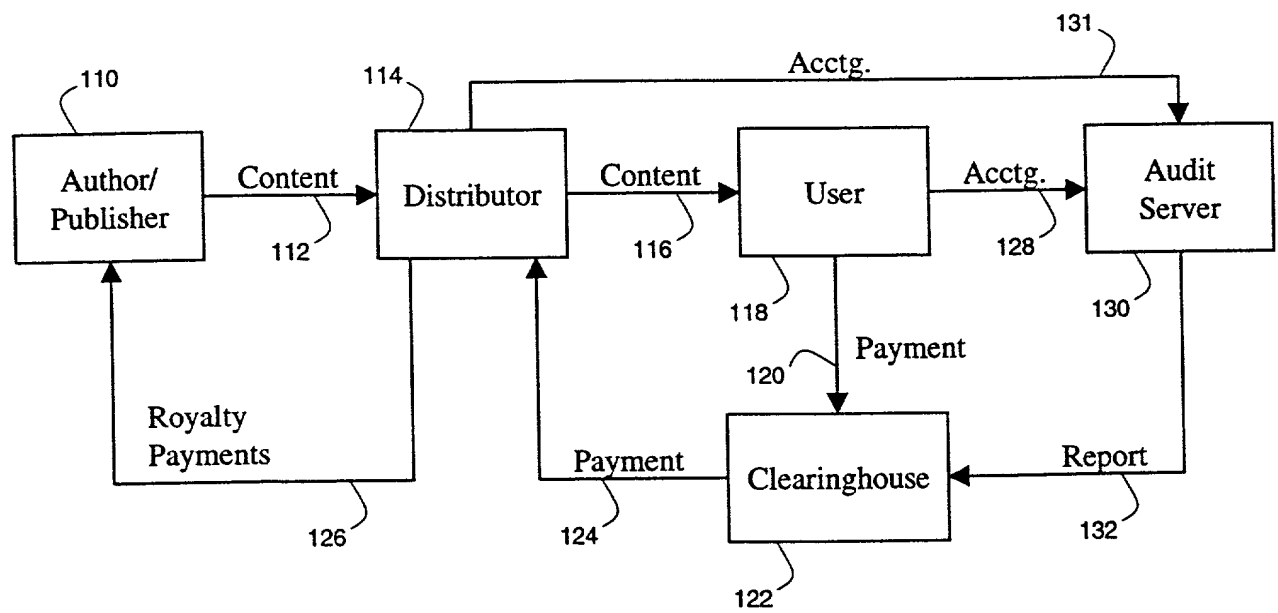 131
Acctg.
110
114
Author/
Publisher
Content
112
Distributor
Content
116
User
118
Acctg.
128
Audit
Server
130
120
Payment
Royalty
Payments
126
Payment
124
Clearinghouse
122
Report
132